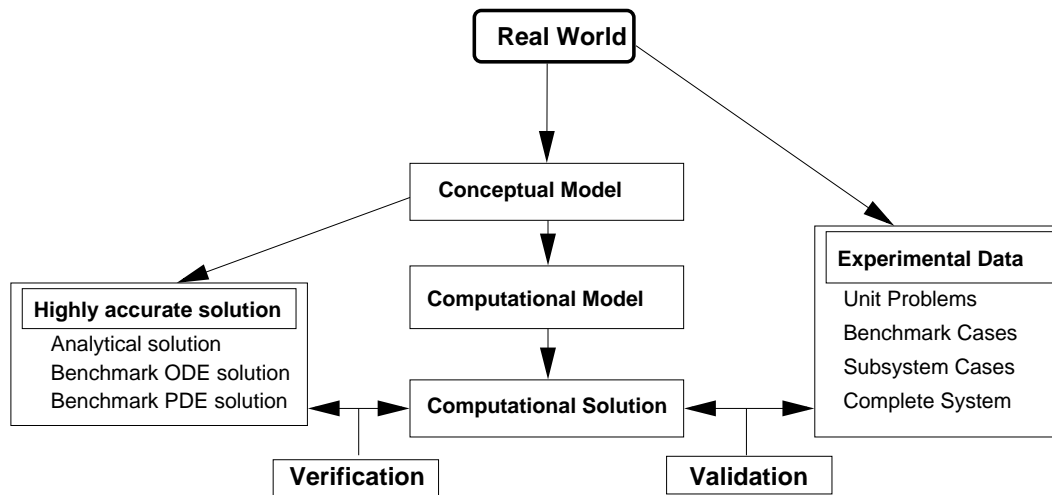 Real World
Conceptual Model
Experimental Data
Unit Problems
Benchmark Cases
Subsystem Cases
Complete System
Computational Model
Highly accurate solution
Analytical solution
Benchmark ODE solution
Benchmark PDE solution
Computational Solution
Verification
Validation